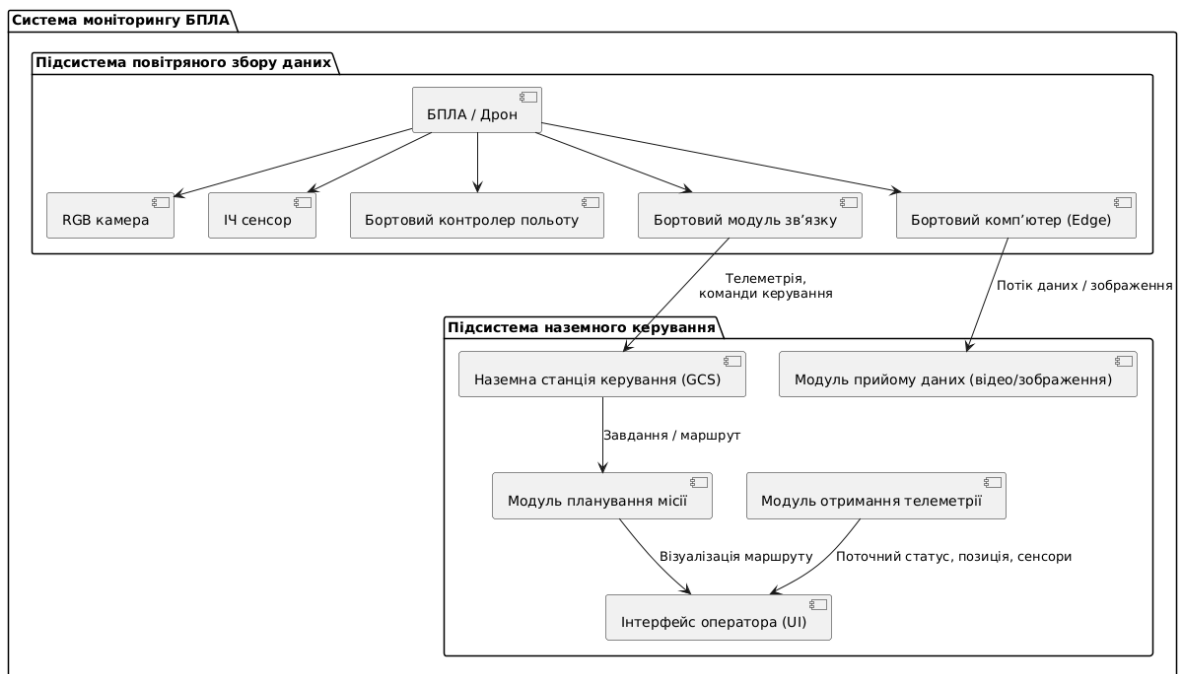 Система моніторингу БПЛА
Підсистема повітряного збору даних
БПЛА / Дрон
RGB камера
ІЧ сенсор
Бортовий контролер польоту
Бортовий модуль зв’язку
Бортовий комп’ютер (Edge)
Телеметрія,
команди керування
Потік даних / зображення
Підсистема наземного керування
Наземна станція керування (GCS)
Модуль прийому даних (відео/зображення)
Завдання / маршрут
Модуль планування місії
Модуль отримання телеметрії
Візуалізація маршруту
Поточний статус, позиція, сенсори
Інтерфейс оператора (UI)